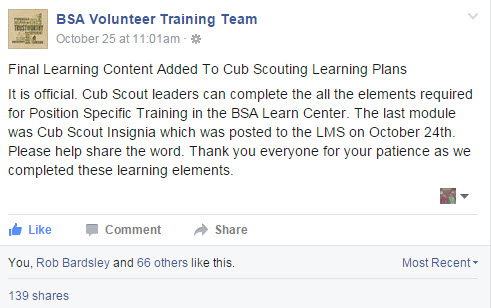 BSA Volunteer Training Team
October 25 at 11:01am ·
Final Learning Content Added To Cub Scouting Learning Plans
It is official. Cub Scout leaders can complete the all the elements required
for Position Specific Training in the BSA Learn Center. The last module
was Cub Scout Insignia which was posted to the LMS on October 24th.
Please help share the word. Thank you everyone for your patience as we
completed these learning elements.
Like Comment Share
You, Rob Bardsley and 66 others like this. Most Recent
139 shares